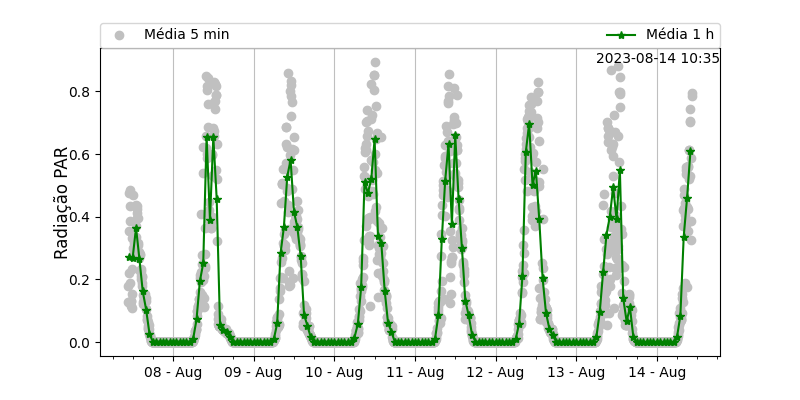 Média 5 min
Média 1 h
2023-08-14 10:35
Radiação PAR
0.8
0.6
0.4
0.2
0.0
08 - Aug
09 - Aug
10 - Aug
11 - Aug
12 - Aug
13 - Aug
14 - Aug